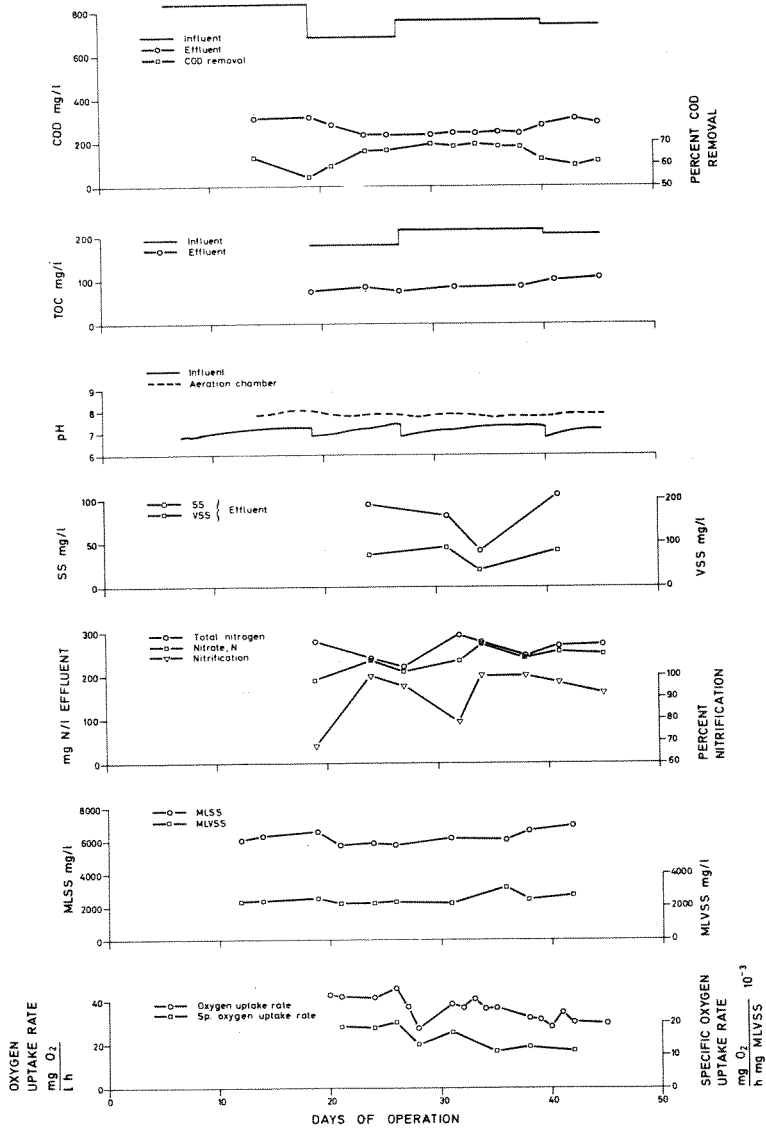 800
600
400
200
0
COD mg/l
Influent
Effluent
COD removal
70
60
50
PERCENT COD
REMOVAL
200
100
0
TOC mg/l
Influent
Effluent
9
8
7
6
pH
Influent
Aeration chamber
100
50
0
SS mg/l
SS
VSS
Effluent
200
100
0
VSS mg/l
300
200
100
0
mg N/l EFFLUENT
Total nitrogen
Nitrate, N
Nitrification
100
90
80
70
60
PERCENT
NITRIFICATION
8000
6000
4000
2000
0
MLSS mg/l
MLSS
MLVSS
4000
2000
0
MLVSS mg/l
40
20
0
OXYGEN
UPTAKE RATE
mg O2
l h
Oxygen uptake rate
Sp. oxygen uptake rate
20
10
0
SPECIFIC OXYGEN
UPTAKE RATE
mg O2 10-3
h mg MLVSS
0 10 20 30 40 50
DAYS OF OPERATION